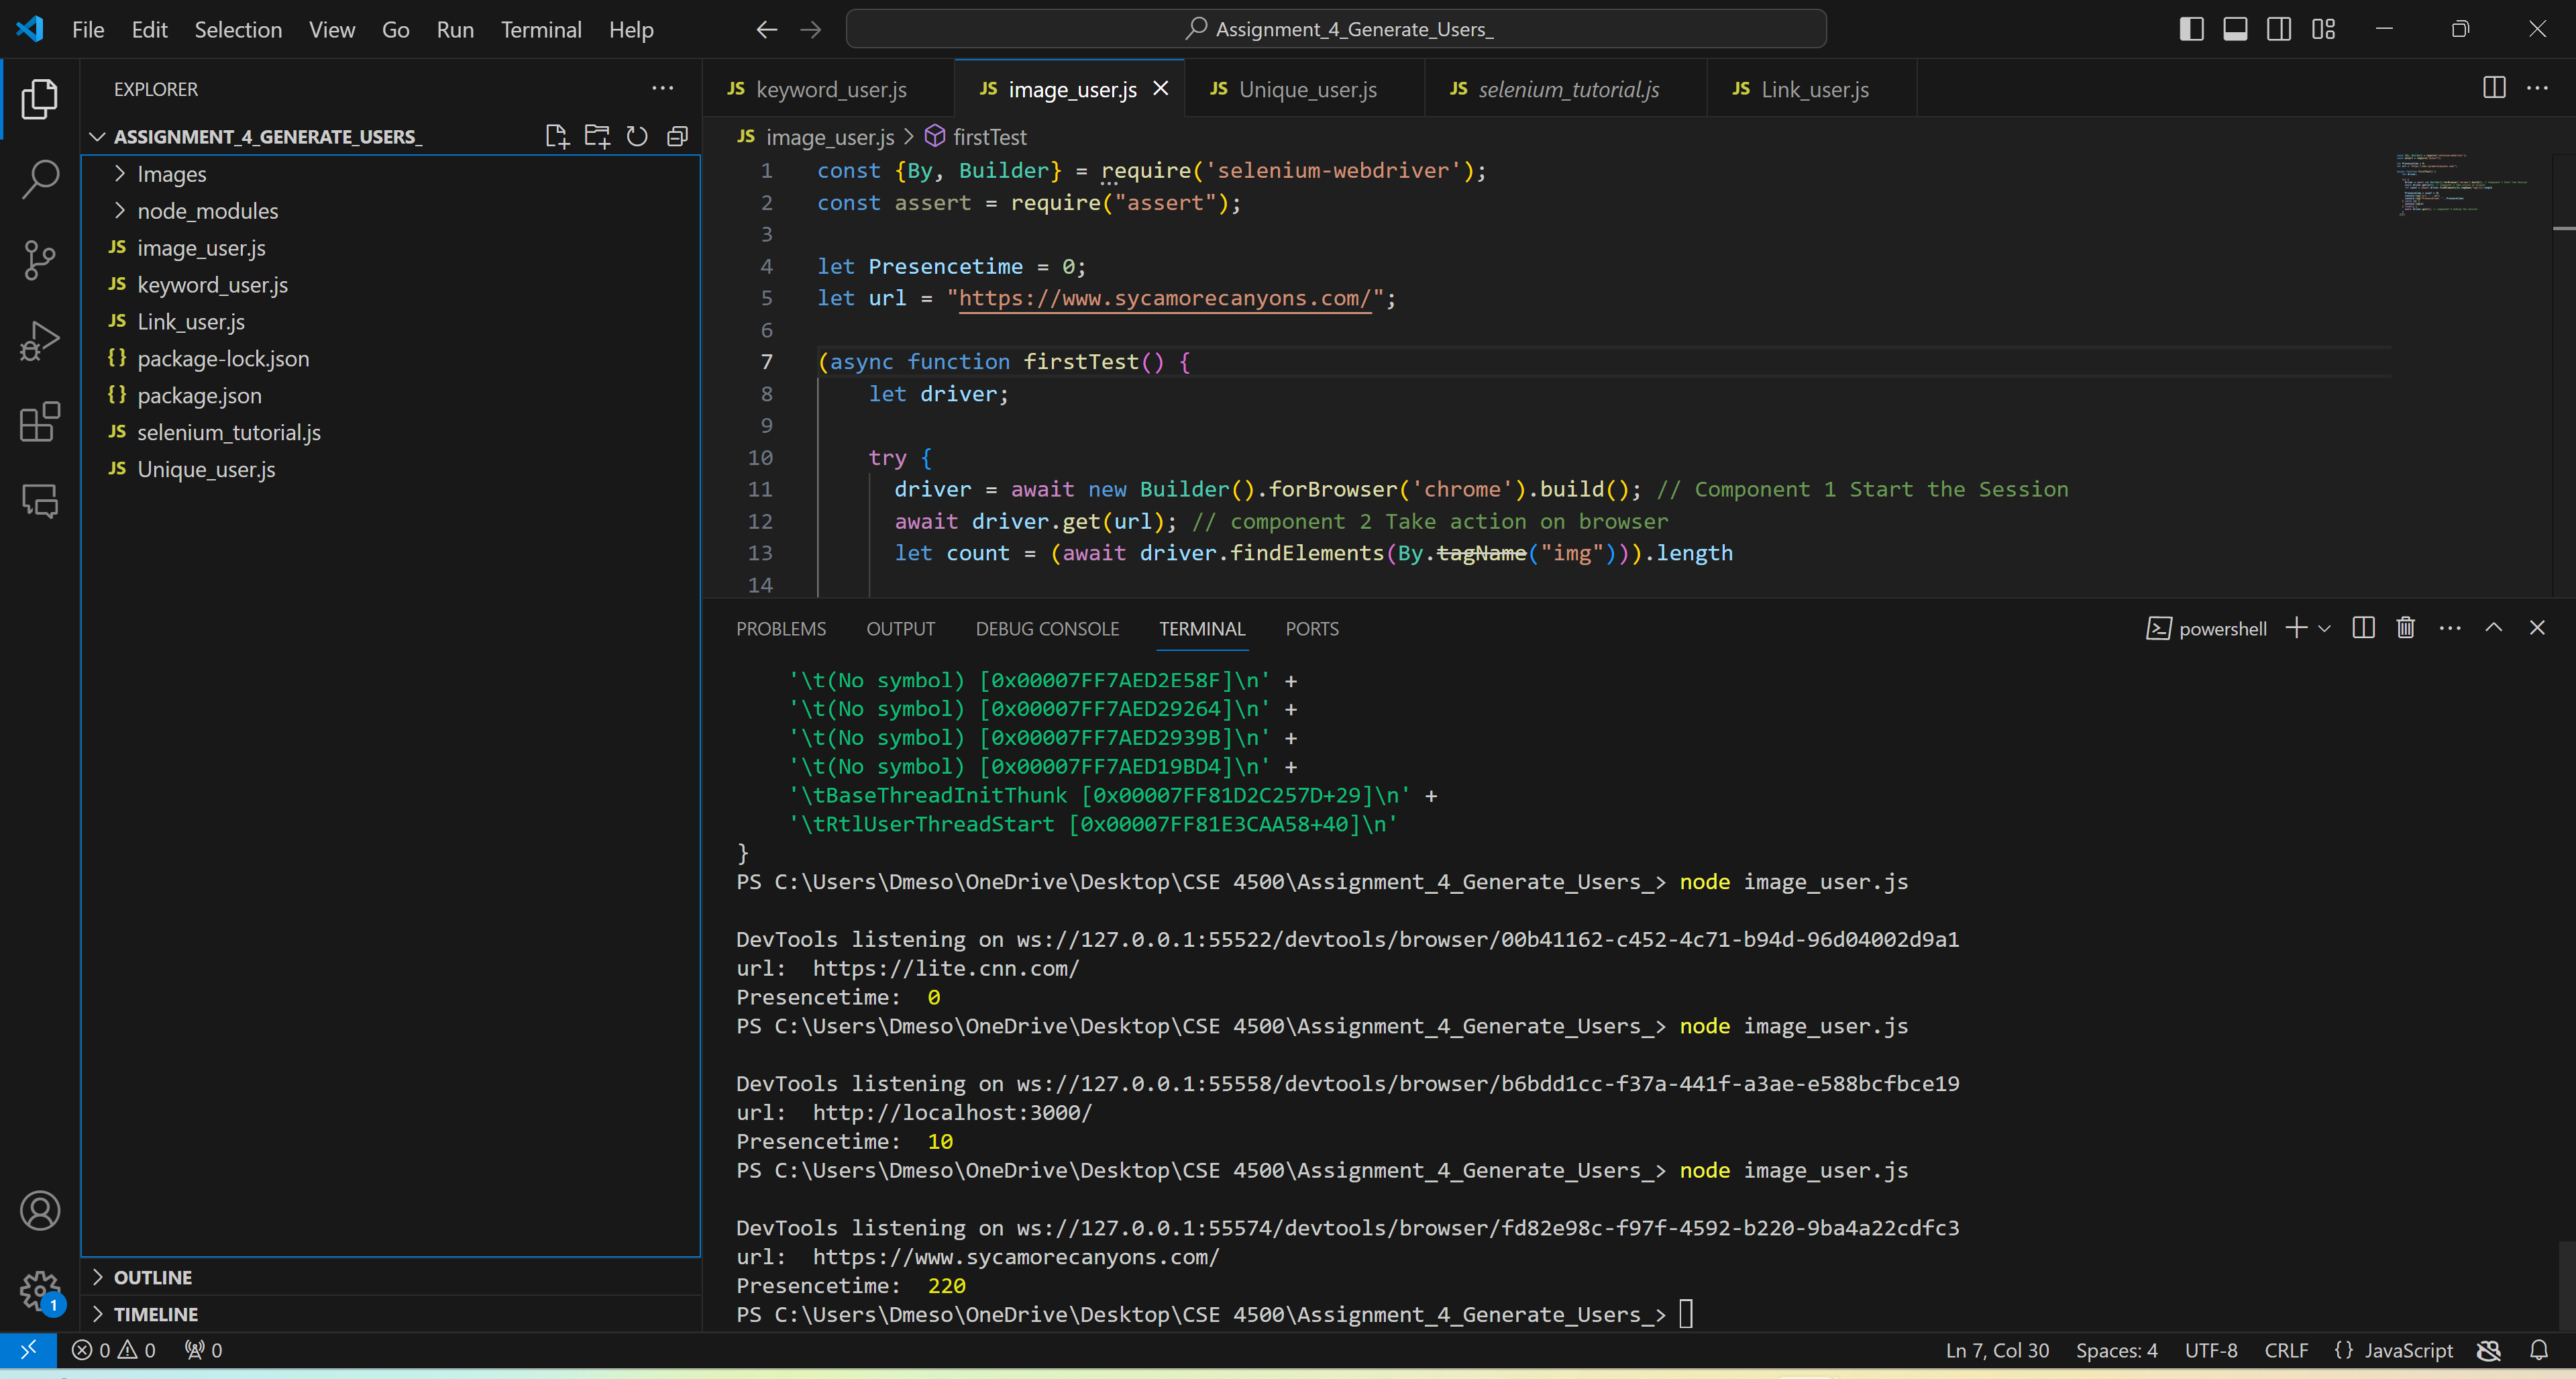 File Edit Selection View Go Run Terminal Help
Assignment_4_Generate_Users_
EXPLORER
ASSIGNMENT_4_GENERATE_USERS_
Images
node_modules
JS image_user.js
JS keyword_user.js
JS Link_user.js
{} package-lock.json
{} package.json
JS selenium_tutorial.js
JS Unique_user.js
OUTLINE
TIMELINE
JS keyword_user.js JS image_user.js JS Unique_user.js JS selenium_tutorial.js JS Link_user.js
JS image_user.js > firstTest
1 const {By, Builder} = require('selenium-webdriver');
2 const assert = require("assert");
3
4 let Presencetime = 0;
5 let url = "https://www.sycamorecanyons.com/";
6
7 (async function firstTest() {
8 let driver;
9
10 try {
11 driver = await new Builder().forBrowser('chrome').build(); // Component 1 Start the Session
12 await driver.get(url); // component 2 Take action on browser
13 let count = (await driver.findElements(By.tagName("img"))).length
14
PROBLEMS OUTPUT DEBUG CONSOLE TERMINAL PORTS
powershell
'\t(No symbol) [0x00007FF7AED2E58F]\n' +
'\t(No symbol) [0x00007FF7AED29264]\n' +
'\t(No symbol) [0x00007FF7AED2939B]\n' +
'\t(No symbol) [0x00007FF7AED19BD4]\n' +
'\tBaseThreadInitThunk [0x00007FF81D2C257D+29]\n' +
'\tRtlUserThreadStart [0x00007FF81E3CAA58+40]\n'
}
PS C:\Users\Dmeso\OneDrive\Desktop\CSE 4500\Assignment_4_Generate_Users_> node image_user.js
DevTools listening on ws://127.0.0.1:55522/devtools/browser/00b41162-c452-4c71-b94d-96d04002d9a1
url:  https://lite.cnn.com/
Presencetime:  0
PS C:\Users\Dmeso\OneDrive\Desktop\CSE 4500\Assignment_4_Generate_Users_> node image_user.js
DevTools listening on ws://127.0.0.1:55558/devtools/browser/b6bdd1cc-f37a-441f-a3ae-e588bcfbce19
url:  http://localhost:3000/
Presencetime:  10
PS C:\Users\Dmeso\OneDrive\Desktop\CSE 4500\Assignment_4_Generate_Users_> node image_user.js
DevTools listening on ws://127.0.0.1:55574/devtools/browser/fd82e98c-f97f-4592-b220-9ba4a22cdfc3
url:  https://www.sycamorecanyons.com/
Presencetime:  220
PS C:\Users\Dmeso\OneDrive\Desktop\CSE 4500\Assignment_4_Generate_Users_>
1
0 0 0
Ln 7, Col 30 Spaces: 4 UTF-8 CRLF {} JavaScript